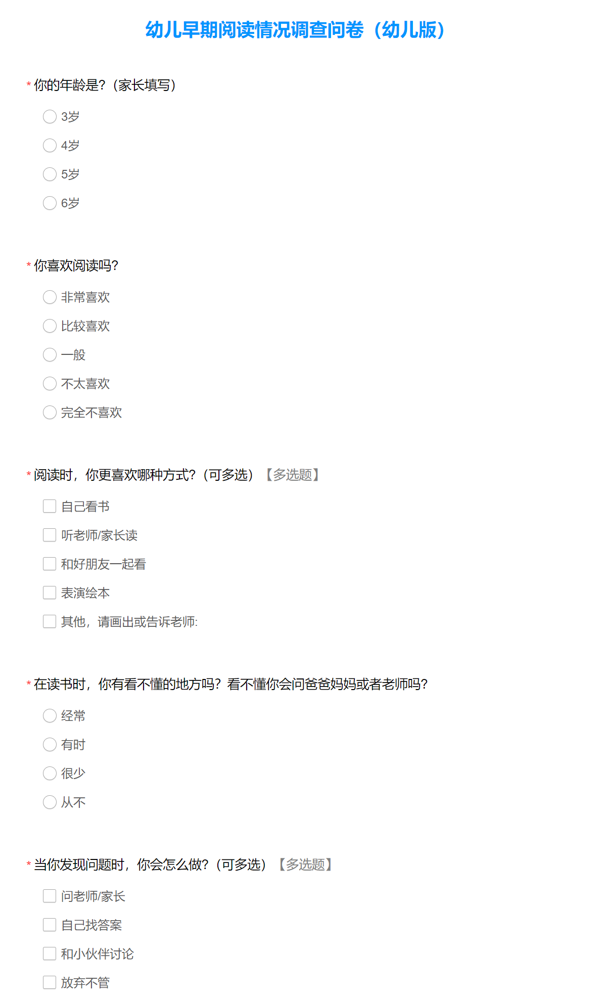 幼儿早期阅读情况调查问卷（幼儿版）
* 你的年龄是?（家长填写）
3岁
4岁
5岁
6岁
* 你喜欢阅读吗?
非常喜欢
比较喜欢
一般
不太喜欢
完全不喜欢
* 阅读时，你更喜欢哪种方式?（可多选）【多选题】
自己看书
听老师/家长读
和好朋友一起看
表演绘本
其他，请画出或告诉老师:
* 在读书时，你有看不懂的地方吗？看不懂你会问爸爸妈妈或者老师吗?
经常
有时
很少
从不
* 当你发现问题时，你会怎么做?（可多选）【多选题】
问老师/家长
自己找答案
和小伙伴讨论
放弃不管